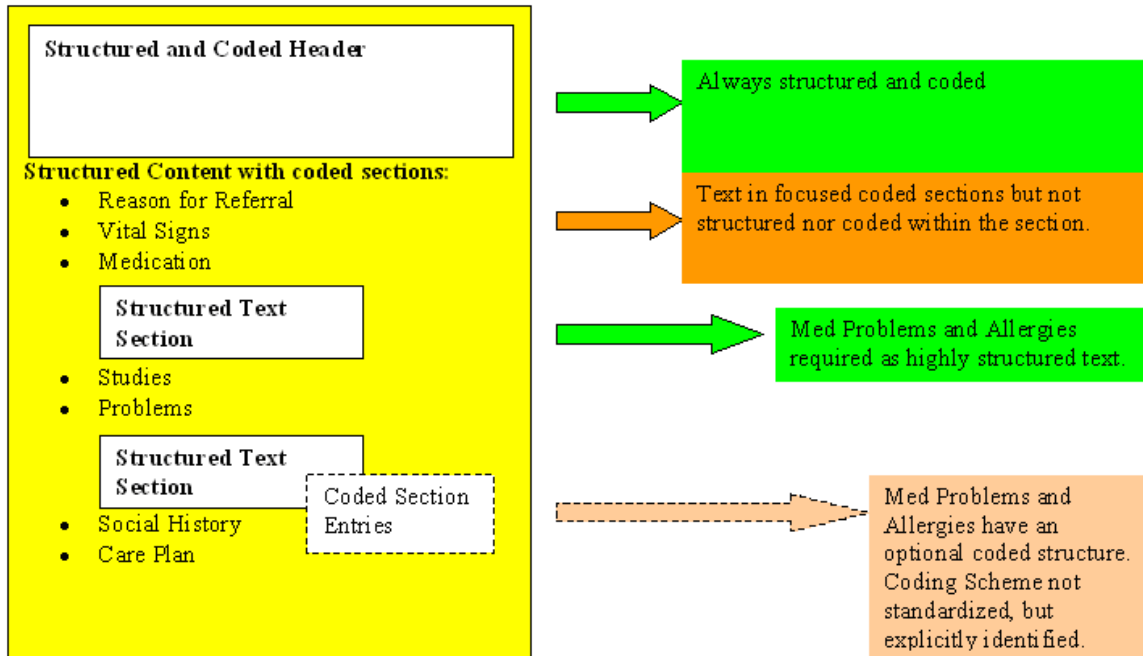 Structured and Coded Header
Structured Content with coded sections:
• Reason for Referral
• Vital Signs
• Medication
Structured Text
Section
• Studies
• Problems
Structured Text
Section
Coded Section
Entries
• Social History
• Care Plan
Always structured and coded
Text in focused coded sections but not
structured nor coded within the section.
Med Problems and Allergies
required as highly structured text.
Med Problems and
Allergies have an
optional coded structure.
Coding Scheme not
standardized, but
explicitly identified.